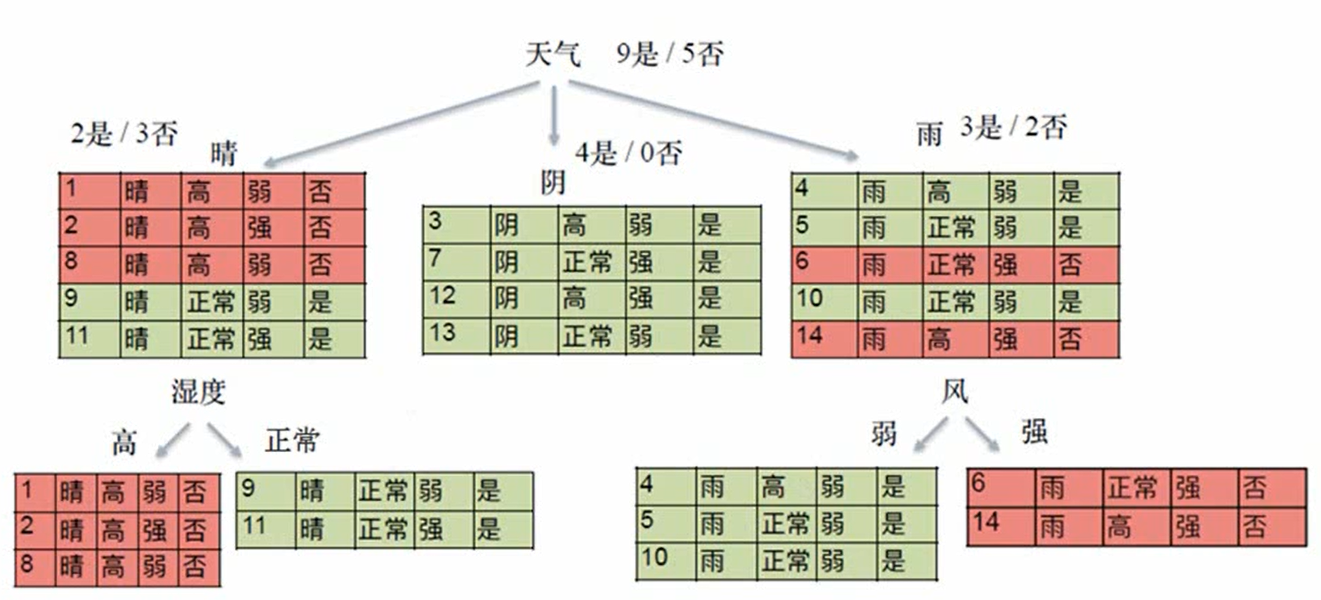 天气 9是 / 5否
2是 / 3否
晴
1 晴 高 弱 否
2 晴 高 强 否
8 晴 高 弱 否
9 晴 正常 弱 是
11 晴 正常 强 是
4是 / 0否
阴
3 阴 高 弱 是
7 阴 正常 强 是
12 阴 高 强 是
13 阴 正常 弱 是
雨 3是 / 2否
4 雨 高 弱 是
5 雨 正常 弱 是
6 雨 正常 强 否
10 雨 正常 弱 是
14 雨 高 强 否
湿度
高
1 晴 高 弱 否
2 晴 高 强 否
8 晴 高 弱 否
正常
9 晴 正常 弱 是
11 晴 正常 强 是
风
弱
4 雨 高 弱 是
5 雨 正常 弱 是
10 雨 正常 弱 是
强
6 雨 正常 强 否
14 雨 高 强 否